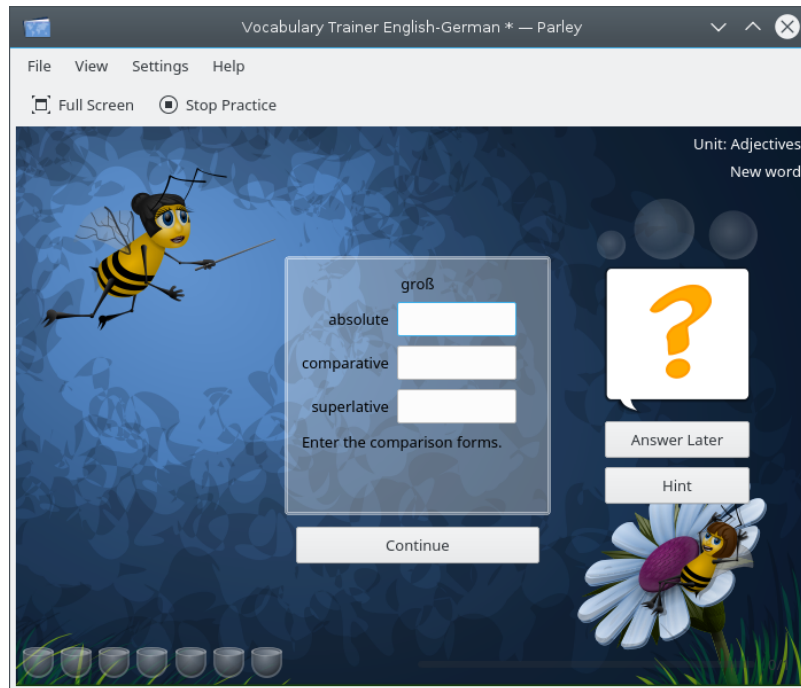 Vocabulary Trainer English-German * — Parley
File View Settings Help
Full Screen Stop Practice
Unit: Adjectives
New word
groß
absolute
comparative
superlative
Enter the comparison forms.
Answer Later
Hint
Continue